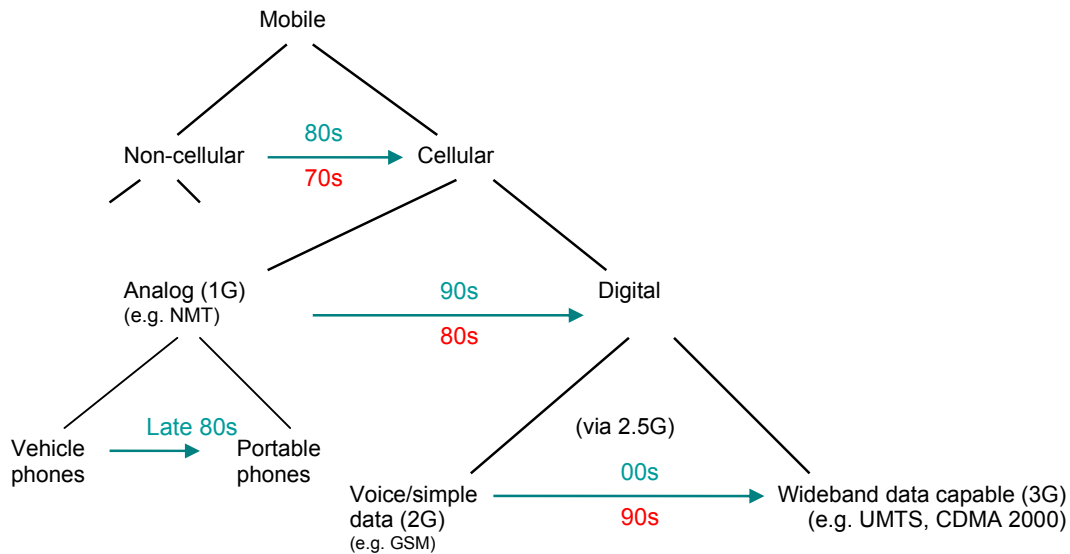 Mobile
80s
Non-cellular
Cellular
70s
Analog (1G)
(e.g. NMT)
90s
Digital
80s
Late 80s
Vehicle
phones
Portable
phones
(via 2.5G)
00s
Voice/simple
data (2G)
(e.g. GSM)
90s
Wideband data capable (3G)
(e.g. UMTS, CDMA 2000)